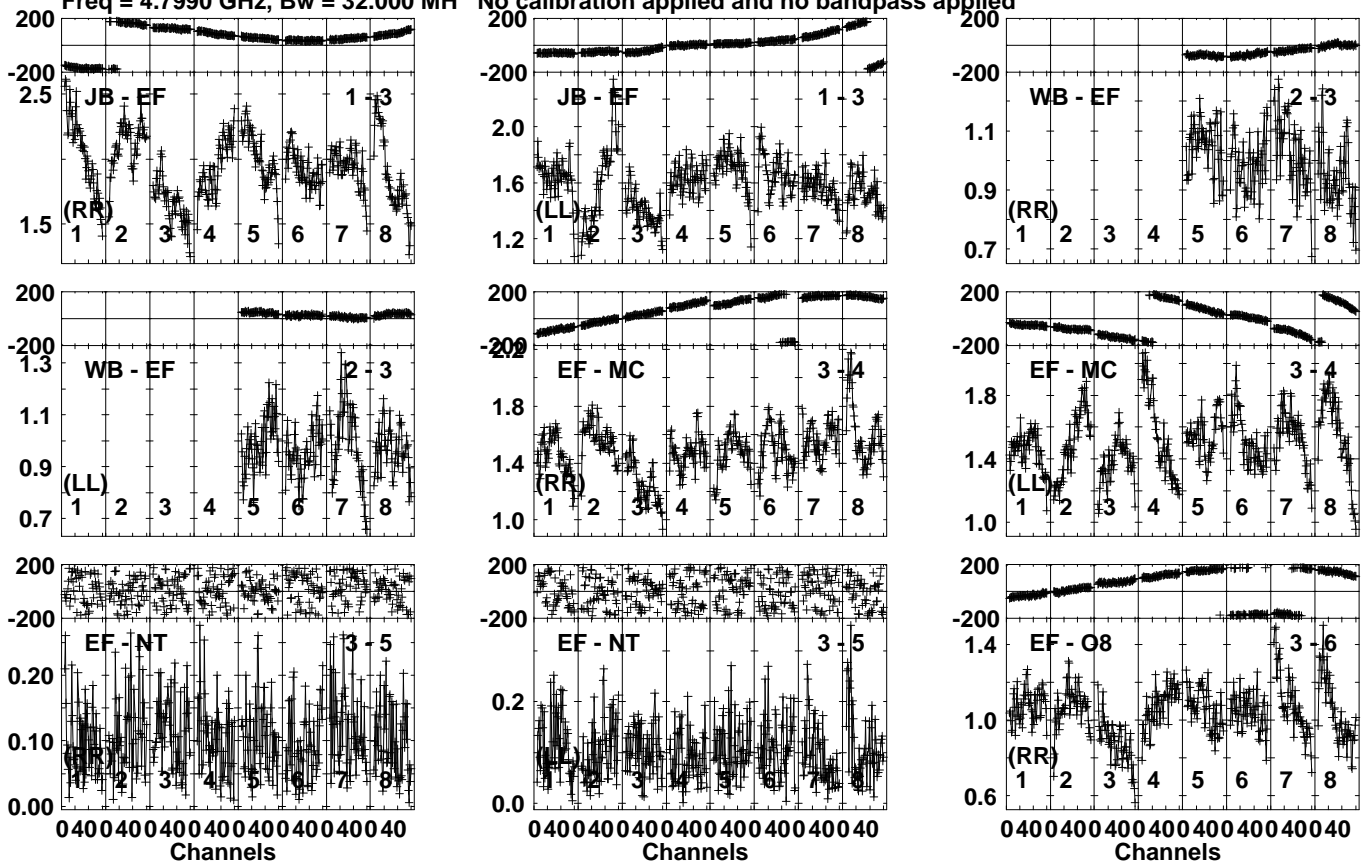 Freq = 4.7990 GHz, Bw = 32.000 MH No calibration applied and no bandpass applied
200
-200
2.5
1.5
JB - EF
1 - 3
(RR)
1 2 3 4 5 6 7 8
200
-200
2.0
1.6
1.2
JB - EF
1 - 3
(LL)
1 2 3 4 5 6 7 8
200
-200
1.1
0.9
0.7
WB - EF
2 - 3
(RR)
1 2 3 4 5 6 7 8
200
-200
1.3
1.1
0.9
0.7
WB - EF
2 - 3
(LL)
1 2 3 4 5 6 7 8
200
-200
2.2
1.8
1.4
1.0
EF - MC
3 - 4
(RR)
1 2 3 4 5 6 7 8
200
-200
1.8
1.4
1.0
EF - MC
3 - 4
(LL)
1 2 3 4 5 6 7 8
200
-200
0.20
0.10
0.00
EF - NT
3 - 5
(RR)
1 2 3 4 5 6 7 8
0 40 0 40 0 40 0 40 0 40 0 40 0 40 0 40
Channels
200
-200
0.2
0.0
EF - NT
3 - 5
(LL)
1 2 3 4 5 6 7 8
0 40 0 40 0 40 0 40 0 40 0 40 0 40 0 40
Channels
200
-200
1.4
1.0
0.6
EF - O8
3 - 6
(RR)
1 2 3 4 5 6 7 8
0 40 0 40 0 40 0 40 0 40 0 40 0 40 0 40
Channels